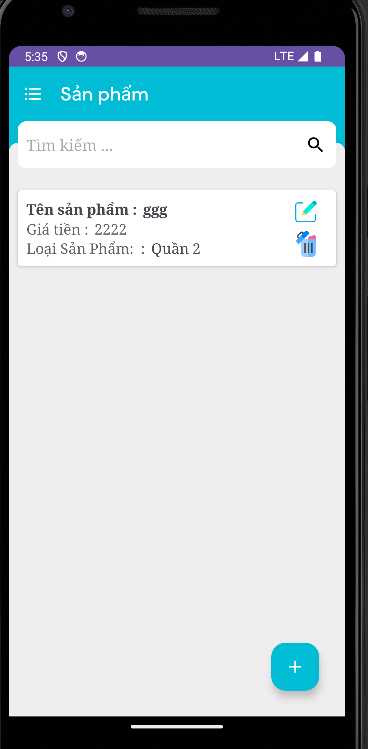 5:35 LTE
Sản phẩm
Tìm kiếm ...
Tên sản phẩm : ggg
Giá tiền : 2222
Loại Sản Phẩm: : Quần 2
+